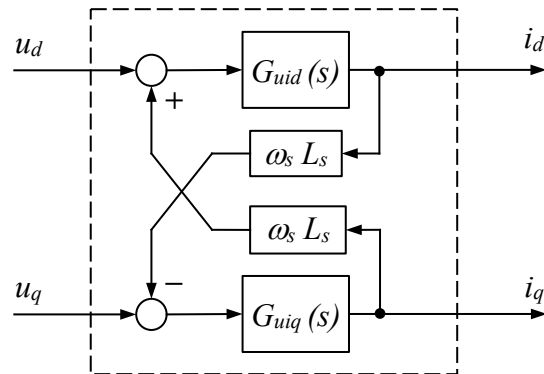 u_d
G_uid (s)
i_d
+
ω_s L_s
ω_s L_s
−
u_q
G_uiq (s)
i_q